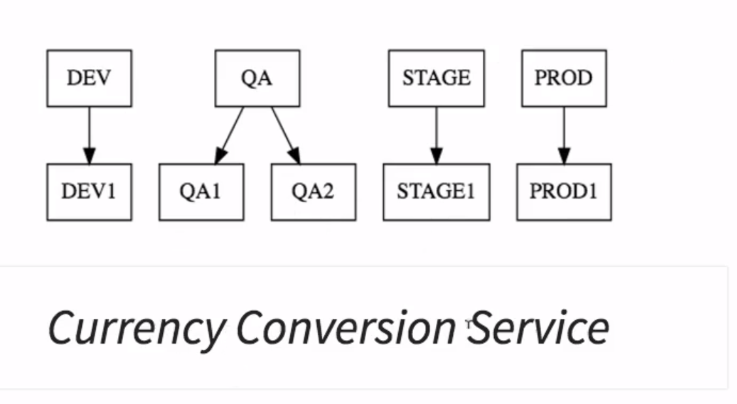 DEV QA STAGE PROD
DEV1 QA1 QA2 STAGE1 PROD1
Currency Conversion Service